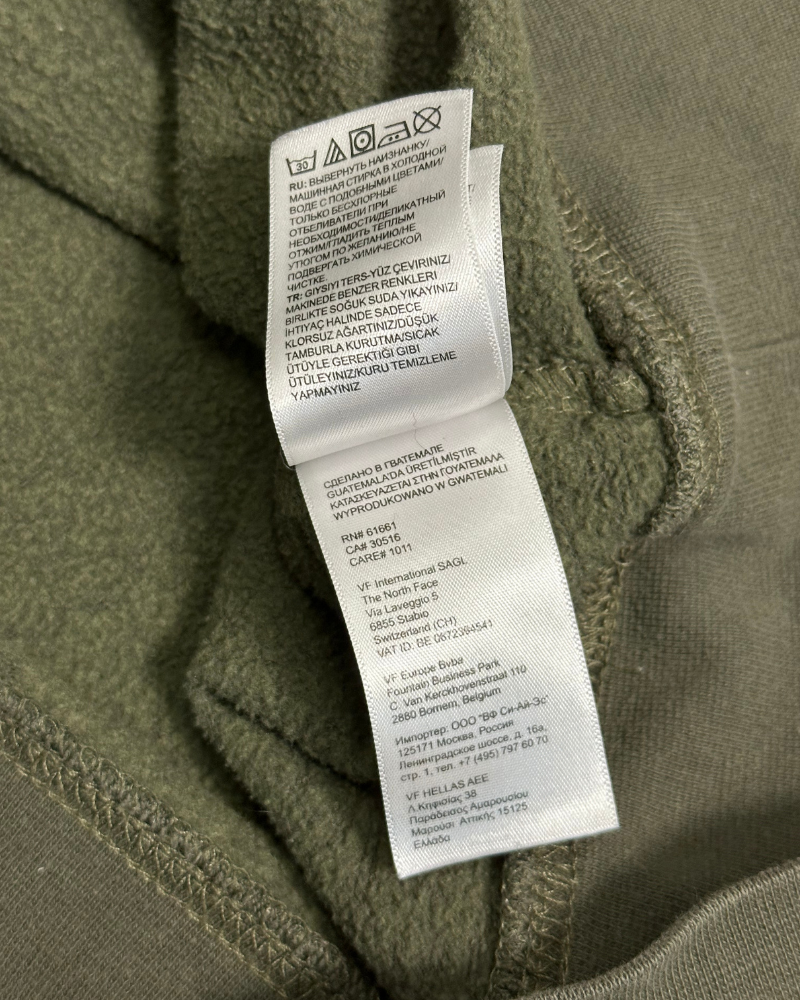 30
RU: ВЫВЕРНУТЬ НАИЗНАНКУ/
МАШИННАЯ СТИРКА В ХОЛОДНОЙ
ВОДЕ С ПОДОБНЫМИ ЦВЕТАМИ/
ТОЛЬКО БЕСХЛОРНЫЕ
ОТБЕЛИВАТЕЛИ ПРИ
НЕОБХОДИМОСТИ/ДЕЛИКАТНЫЙ
ОТЖИМ/ГЛАДИТЬ ТЕПЛЫМ
УТЮГОМ ПО ЖЕЛАНИЮ/НЕ
ПОДВЕРГАТЬ ХИМИЧЕСКОЙ
ЧИСТКЕ.
TR: GIYSIYI TERS-YÜZ ÇEVIRINIZ/
MAKINEDE BENZER RENKLERI
BIRLIKTE SOĞUK SUDA YIKAYINIZ/
IHTIYAÇ HALINDE SADECE
KLORSUZ AĞARTINIZ/DÜŞÜK
TAMBURLA KURUTMA/SICAK
ÜTÜYLE GEREKTIĞI GIBI
ÜTÜLEYINIZ/KURU TEMIZLEME
YAPMAYINIZ
СДЕЛАНО В ГВАТЕМАЛЕ
GUATEMALA'DA ÜRETİLMİŞTİR
ΚΑΤΑΣΚΕΥΑΖΕΤΑΙ ΣΤΗΝ ΓΟΥΑΤΕΜΑΛΑ
WYPRODUKOWANO W GWATEMALI
RN# 61661
CA# 30516
CARE# 1011
VF International SAGL
The North Face
Via Laveggio 5
6855 Stabio
Switzerland (CH)
VAT ID: BE 0672394541
VF Europe Bvba
Fountain Business Park
C. Van Kerckhovenstraat 110
2880 Bornem, Belgium
Импортер: ООО "ВФ Си-Ай-Эс"
125171 Москва, Россия
Ленинградское шоссе, д. 16а,
стр. 1, тел. +7 (495) 797 60 70
VF HELLAS AEE
Λ.Κηφισίας 38
Παράδεισος Αμαρουσίου
Μαρούσι Αττικής 15125
Ελλάδα